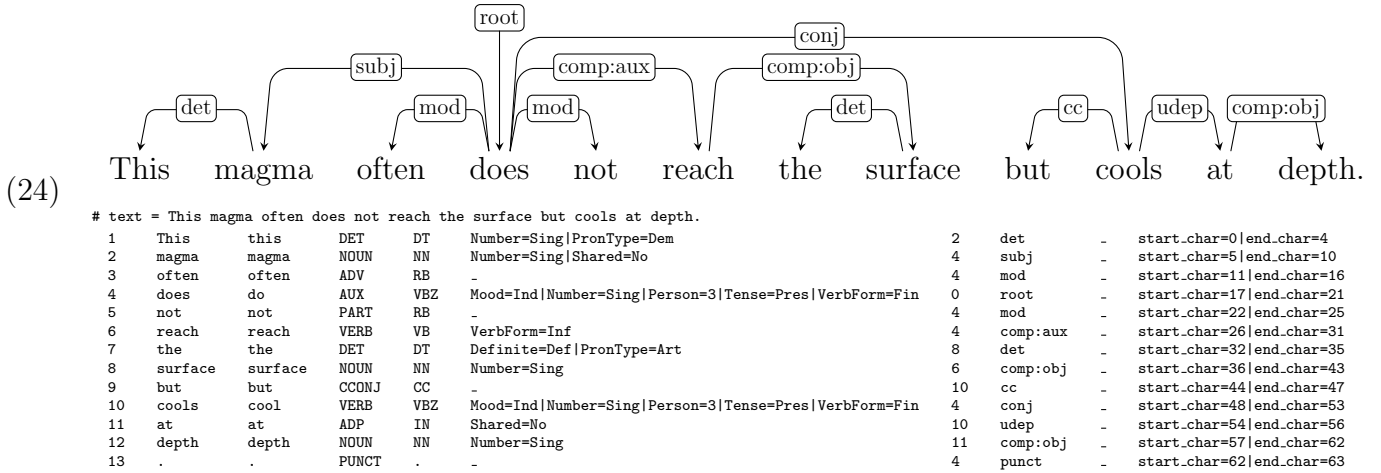 root
conj
subj comp:aux comp:obj
det mod mod det cc udep comp:obj
This magma often does not reach the surface but cools at depth.
(24)
# text = This magma often does not reach the surface but cools at depth.
1 This this DET DT Number=Sing|PronType=Dem 2 det _ start_char=0|end_char=4
2 magma magma NOUN NN Number=Sing|Shared=No 4 subj _ start_char=5|end_char=10
3 often often ADV RB _ 4 mod _ start_char=11|end_char=16
4 does do AUX VBZ Mood=Ind|Number=Sing|Person=3|Tense=Pres|VerbForm=Fin 0 root _ start_char=17|end_char=21
5 not not PART RB _ 4 mod _ start_char=22|end_char=25
6 reach reach VERB VB VerbForm=Inf 4 comp:aux _ start_char=26|end_char=31
7 the the DET DT Definite=Def|PronType=Art 8 det _ start_char=32|end_char=35
8 surface surface NOUN NN Number=Sing 6 comp:obj _ start_char=36|end_char=43
9 but but CCONJ CC _ 10 cc _ start_char=44|end_char=47
10 cools cool VERB VBZ Mood=Ind|Number=Sing|Person=3|Tense=Pres|VerbForm=Fin 4 conj _ start_char=48|end_char=53
11 at at ADP IN Shared=No 10 udep _ start_char=54|end_char=56
12 depth depth NOUN NN Number=Sing 11 comp:obj _ start_char=57|end_char=62
13 . . PUNCT . _ 4 punct _ start_char=62|end_char=63